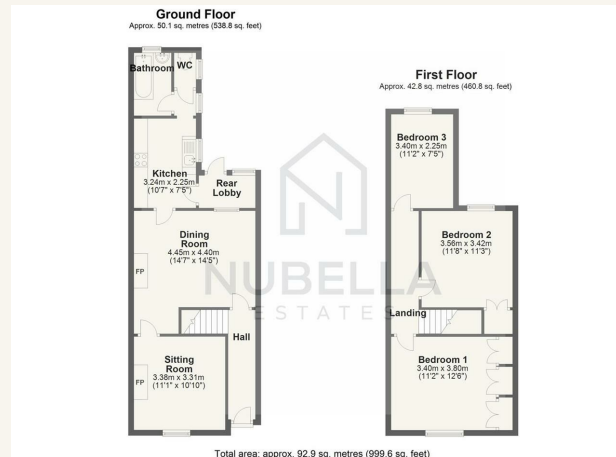 Ground Floor
Approx. 50.1 sq. metres (538.8 sq. feet)
Bathroom
WC
Kitchen
3.24m x 2.25m
(10'7" x 7'5")
Rear
Lobby
Dining
Room
4.45m x 4.40m
(14'7" x 14'5")
FP
Hall
Sitting
Room
3.38m x 3.31m
(11'1" x 10'10")
FP
First Floor
Approx. 42.8 sq. metres (460.8 sq. feet)
Bedroom 3
3.40m x 2.25m
(11'2" x 7'5")
Bedroom 2
3.56m x 3.42m
(11'8" x 11'3")
Landing
Bedroom 1
3.40m x 3.80m
(11'2" x 12'6")
NUBELLA
ESTATES
Total area: approx. 92.9 sq. metres (999.6 sq. feet)